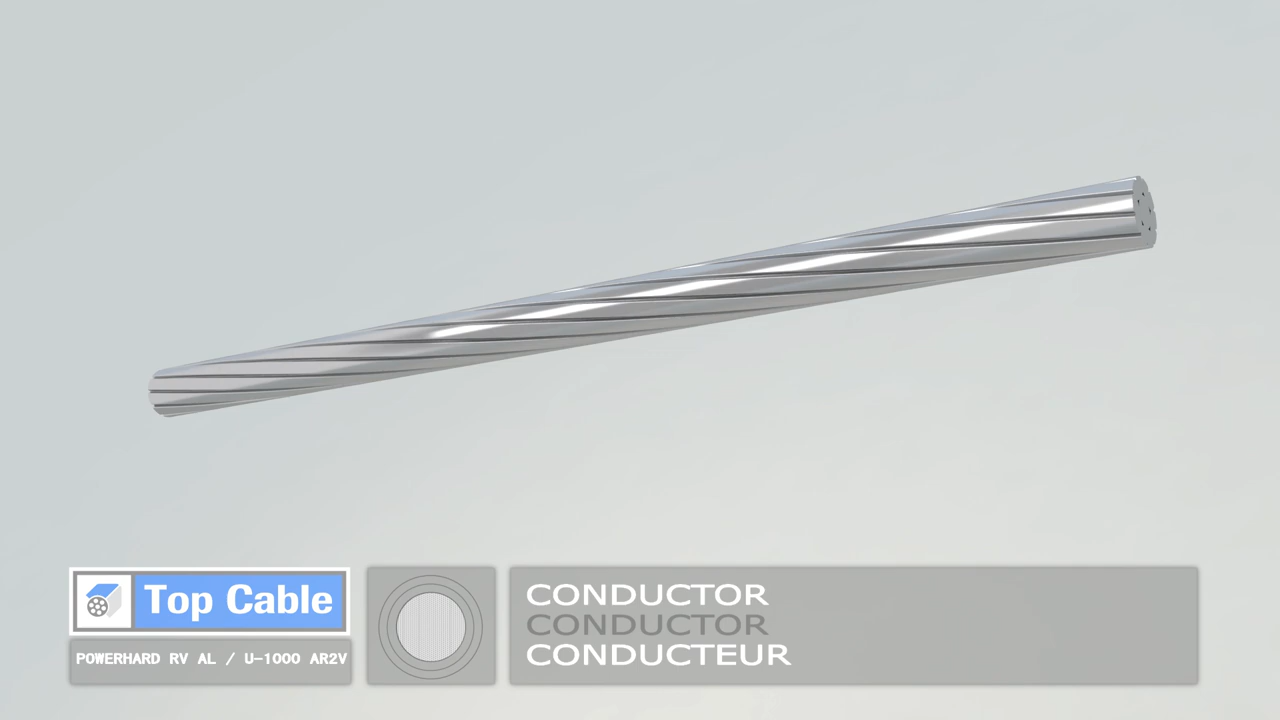 Top Cable
POWERHARD RV AL / U-1000 AR2V
CONDUCTOR
CONDUCTOR
CONDUCTEUR